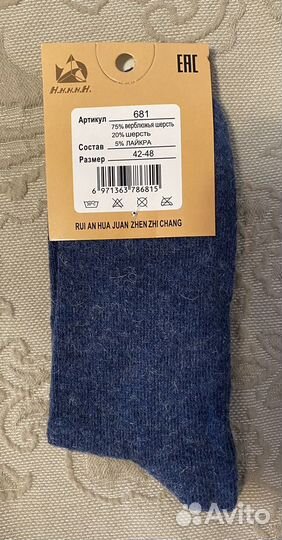 Н.н.н.н.Н.
EAC
Артикул 681
75% верблюжья шерсть
20% шерсть
Состав 5% ЛАЙКРА
Размер 42-48
6 971363 786815
RUI AN HUA JUAN ZHEN ZHI CHANG
Avito